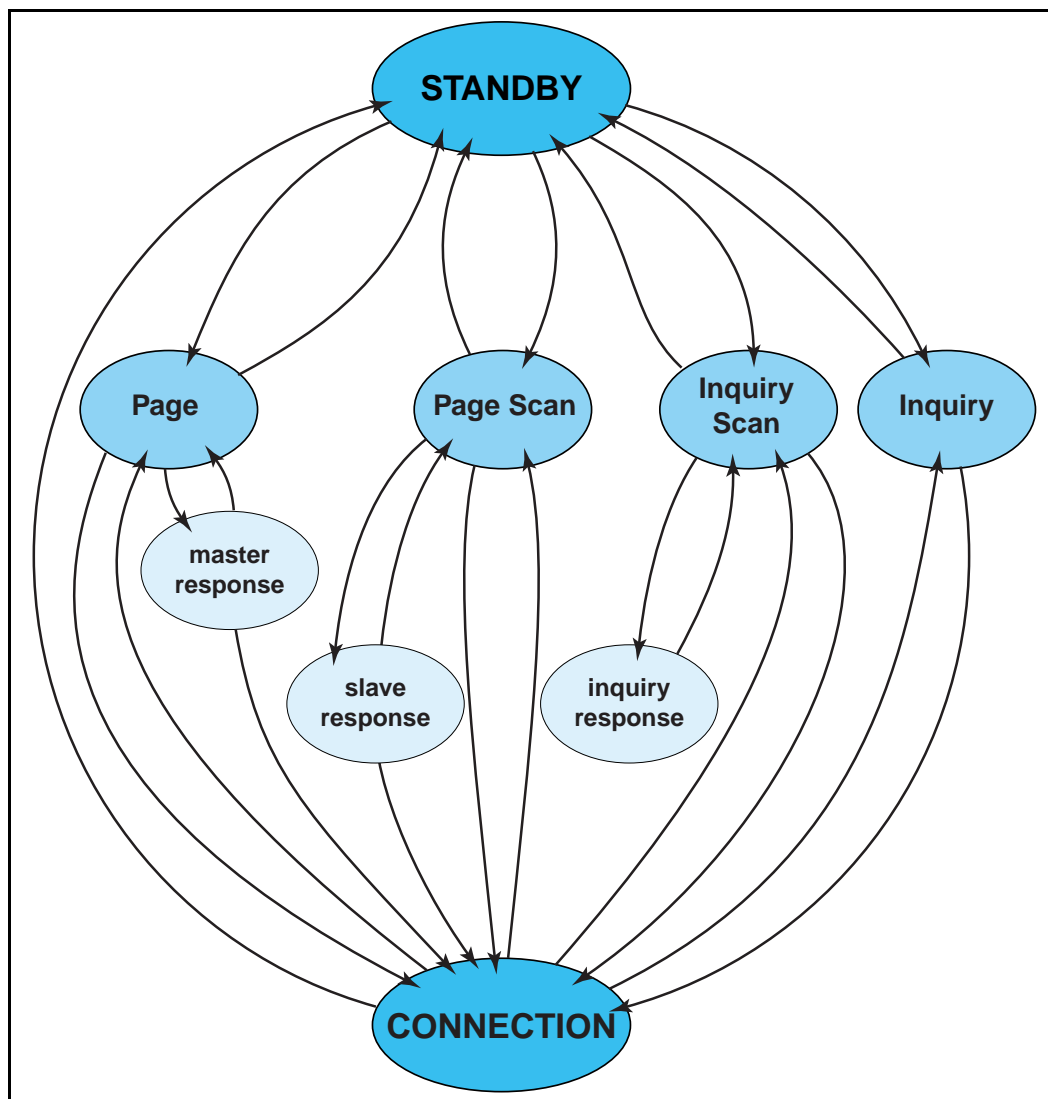 STANDBY
Page
Page Scan
Inquiry
Scan
Inquiry
master
response
slave
response
inquiry
response
CONNECTION